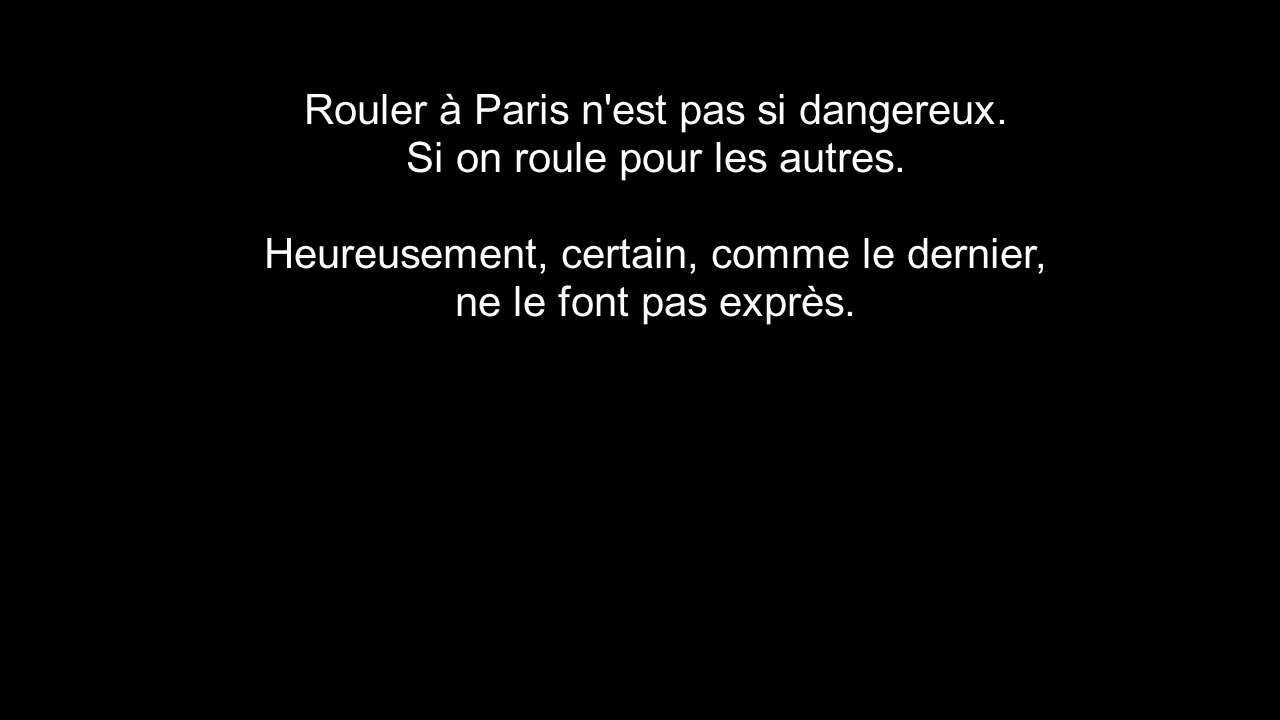 Rouler à Paris n'est pas si dangereux.
Si on roule pour les autres.
Heureusement, certain, comme le dernier,
ne le font pas exprès.